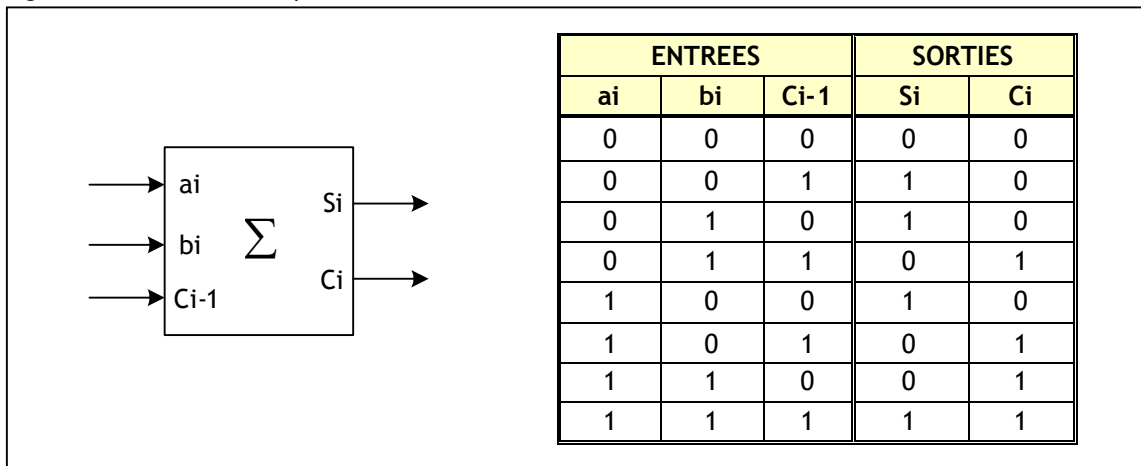 ai
bi
Ci-1
∑
Si
Ci
ENTREES SORTIES
ai bi Ci-1 Si Ci
0 0 0 0 0
0 0 1 1 0
0 1 0 1 0
0 1 1 0 1
1 0 0 1 0
1 0 1 0 1
1 1 0 0 1
1 1 1 1 1